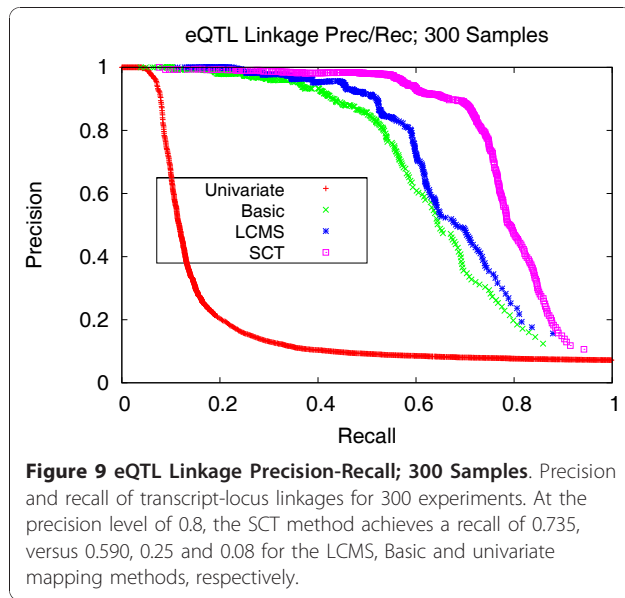 eQTL Linkage Prec/Rec; 300 Samples
1
0.8
0.6
0.4
0.2
0
Precision
Univariate
Basic
LCMS
SCT
0 0.2 0.4 0.6 0.8 1
Recall
Figure 9 eQTL Linkage Precision-Recall; 300 Samples. Precision
and recall of transcript-locus linkages for 300 experiments. At the
precision level of 0.8, the SCT method achieves a recall of 0.735,
versus 0.590, 0.25 and 0.08 for the LCMS, Basic and univariate
mapping methods, respectively.